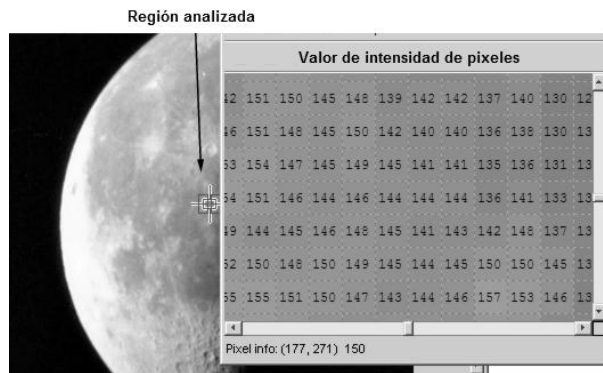 Región analizada
Valor de intensidad de pixeles
151 150 145 148 139 142 142 137 140 130
151 148 145 150 142 140 140 136 138 130
154 147 145 149 145 141 141 135 136 131
151 146 144 146 144 144 144 136 141 133
144 145 146 148 145 141 143 142 148 137
150 148 150 149 145 144 145 150 150 145
155 151 150 147 143 144 146 157 153 146
Pixel info: (177, 271) 150